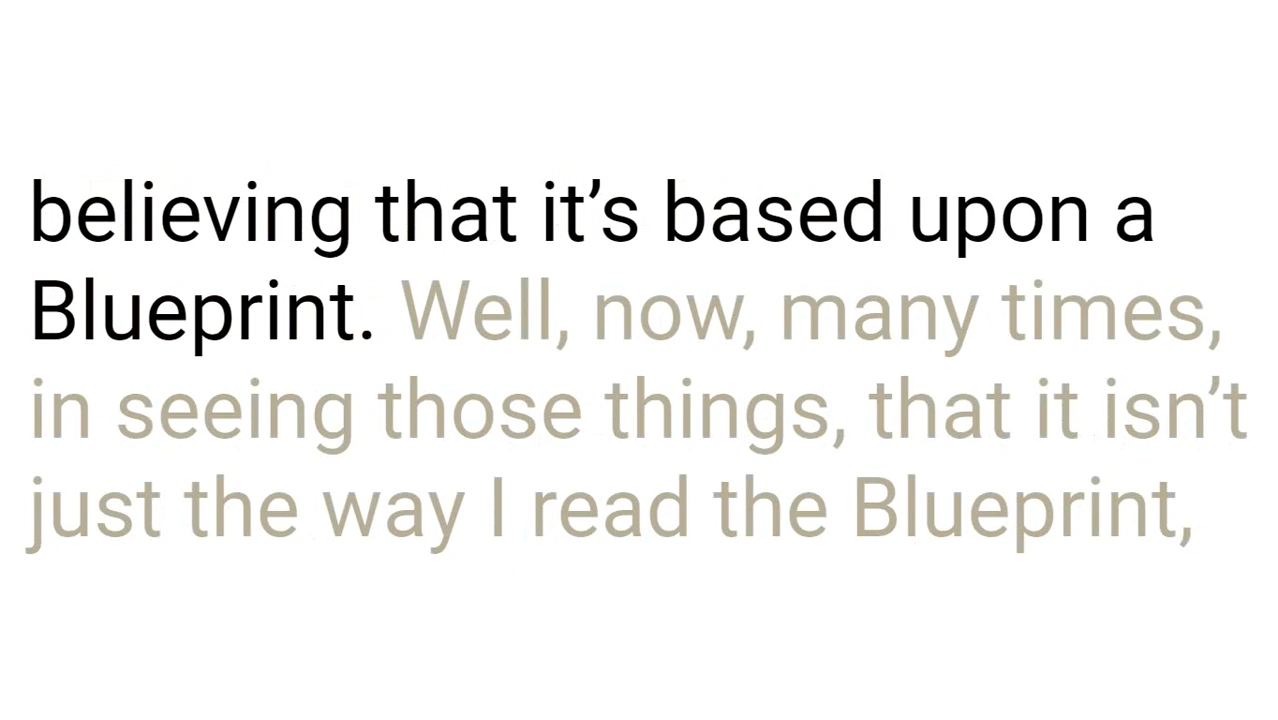 believing that it’s based upon a
Blueprint. Well, now, many times,
in seeing those things, that it isn’t
just the way I read the Blueprint,